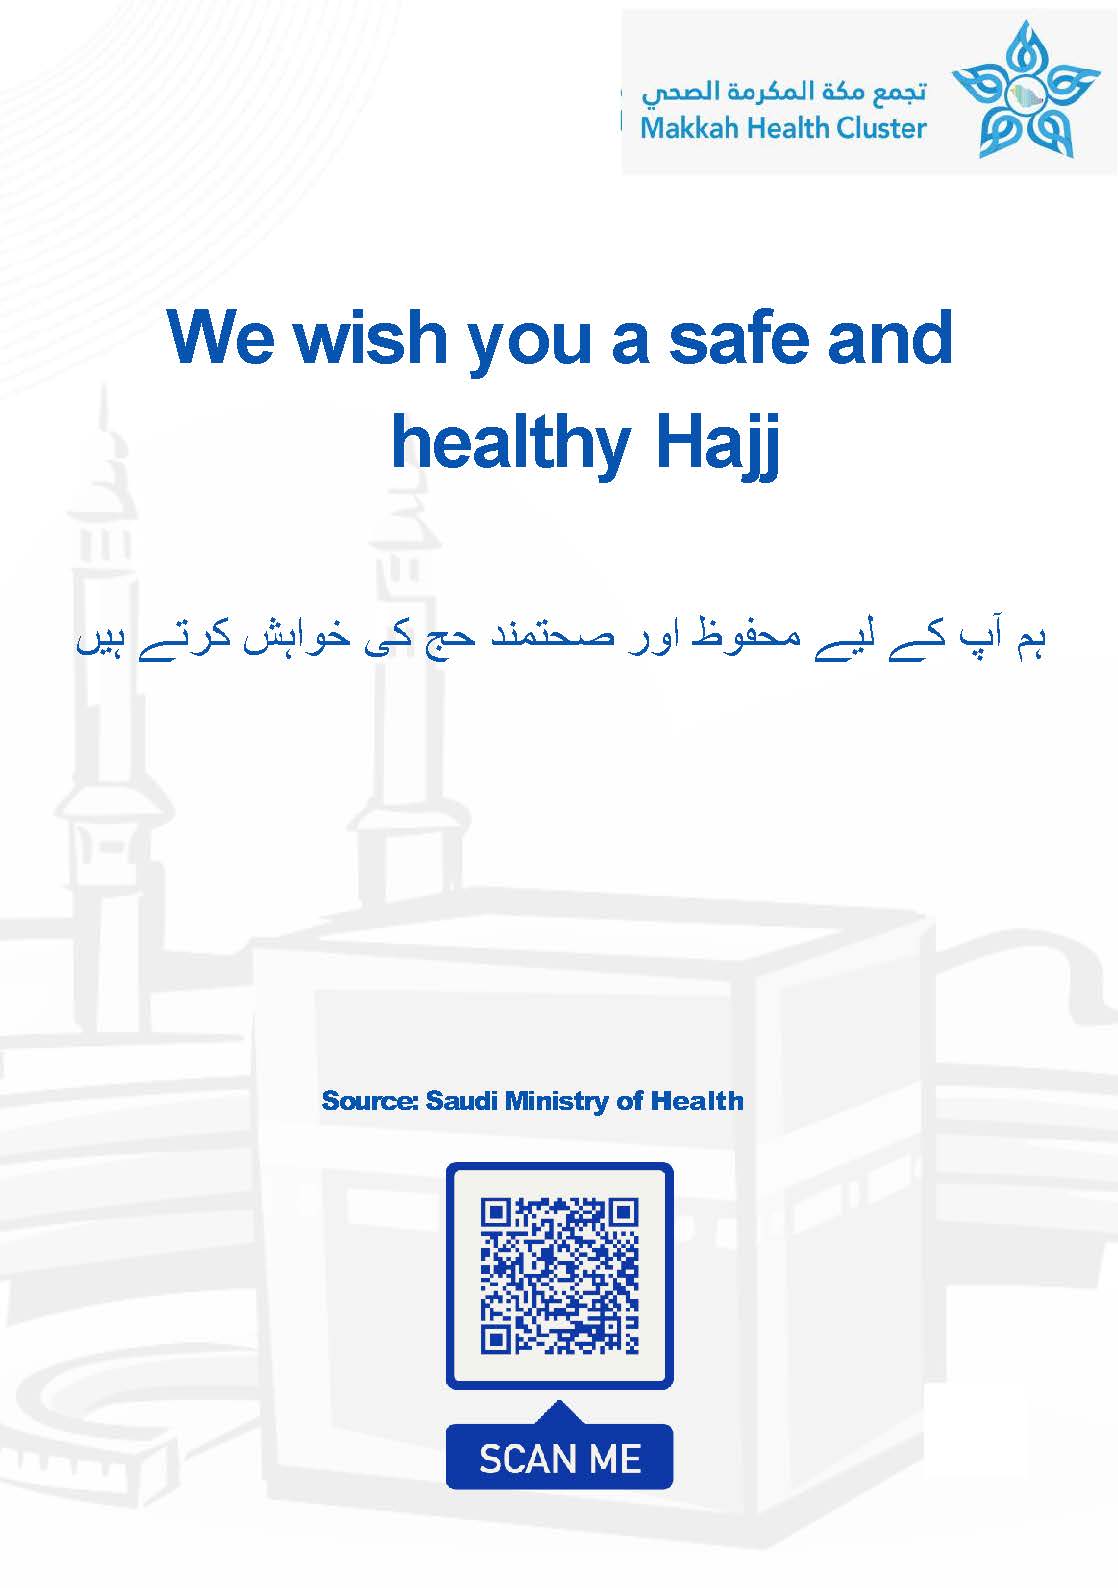 تجمع مكة المكرمة الصحي
Makkah Health Cluster
We wish you a safe and
healthy Hajj
ہم آپ کے لیے محفوظ اور صحتمند حج کی خواہش کرتے ہیں
Source: Saudi Ministry of Health
SCAN ME